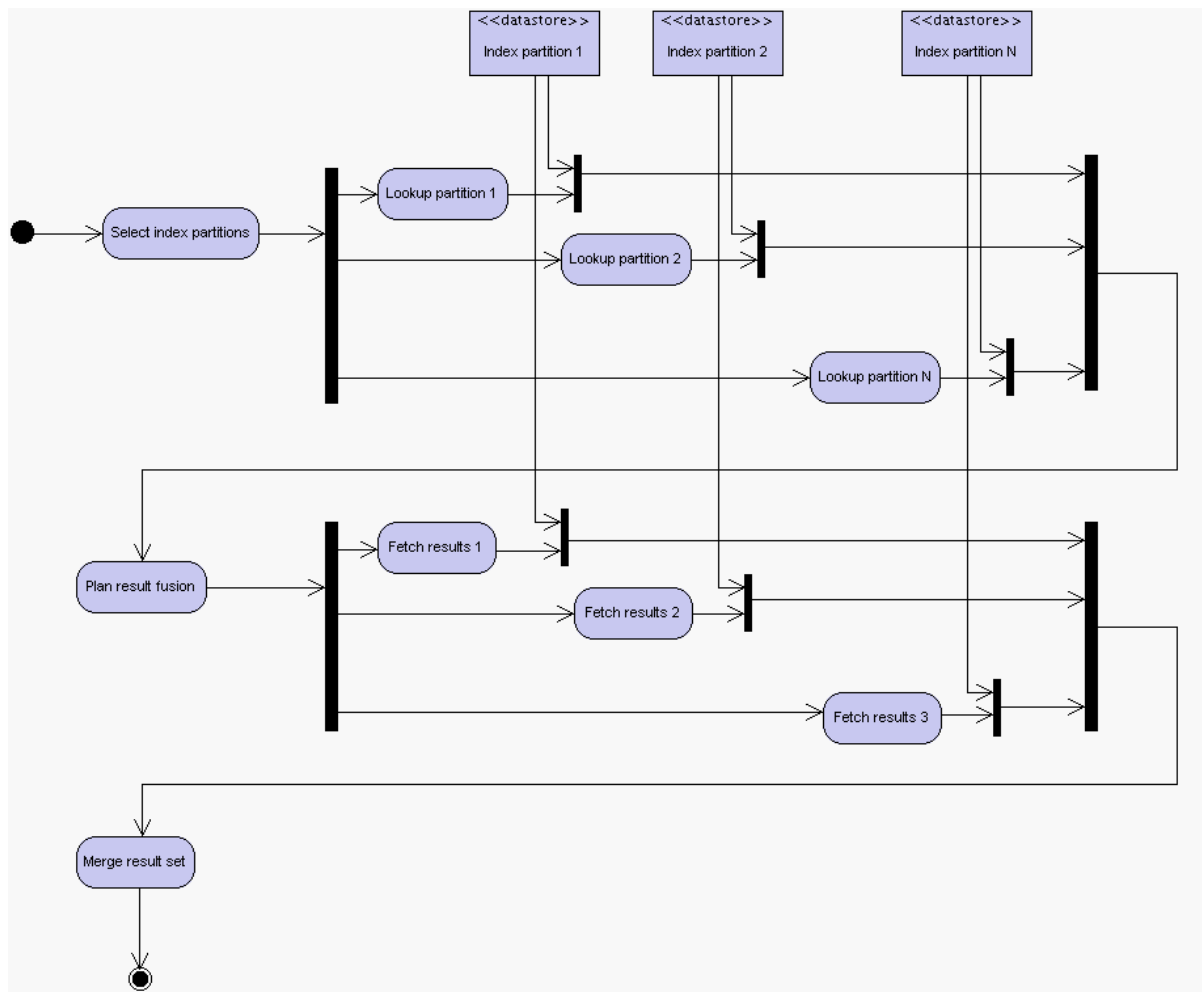 <<datastore>>
Index partition 1
<<datastore>>
Index partition 2
<<datastore>>
Index partition N
Lookup partition 1
Select index partitions
Lookup partition 2
Lookup partition N
Fetch results 1
Plan result fusion
Fetch results 2
Fetch results 3
Merge result set